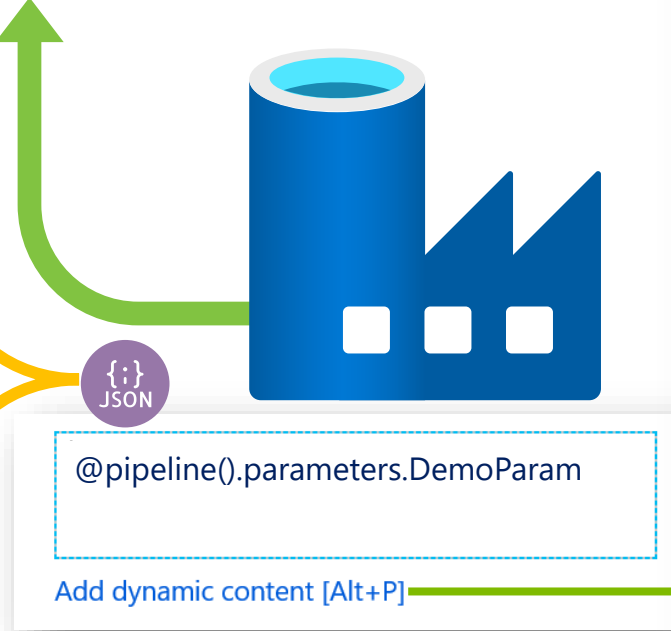 {;}
JSON
@pipeline().parameters.DemoParam
Add dynamic content [Alt+P]